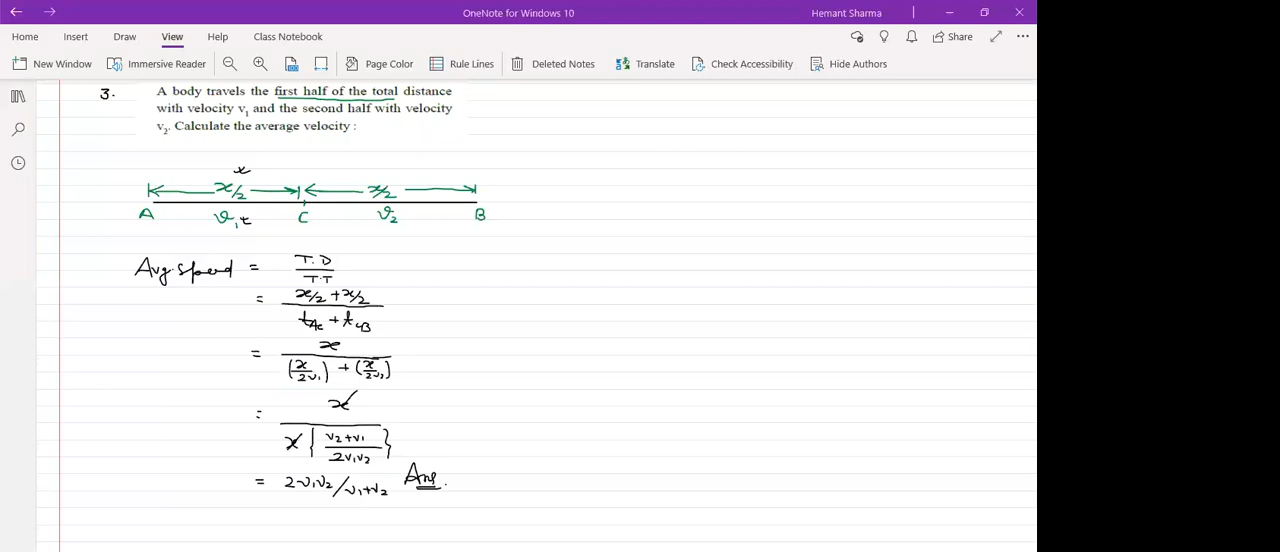 OneNote for Windows 10
Hemant Sharma
Home Insert Draw View Help Class Notebook Share
New Window Immersive Reader Page Color Rule Lines Deleted Notes Translate Check Accessibility Hide Authors
3. A body travels the first half of the total distance
with velocity v₁ and the second half with velocity
v₂. Calculate the average velocity :
x
x/2 x/2
A v₁ t C v₂ B
Avg. speed = T.D / T.T
= x/2 + x/2 / t_AC + t_CB
= x / (x/2v₁) + (x/2v₂)
= x / x { v₂+v₁ / 2v₁v₂ }
= 2v₁v₂/v₁+v₂ Ans.